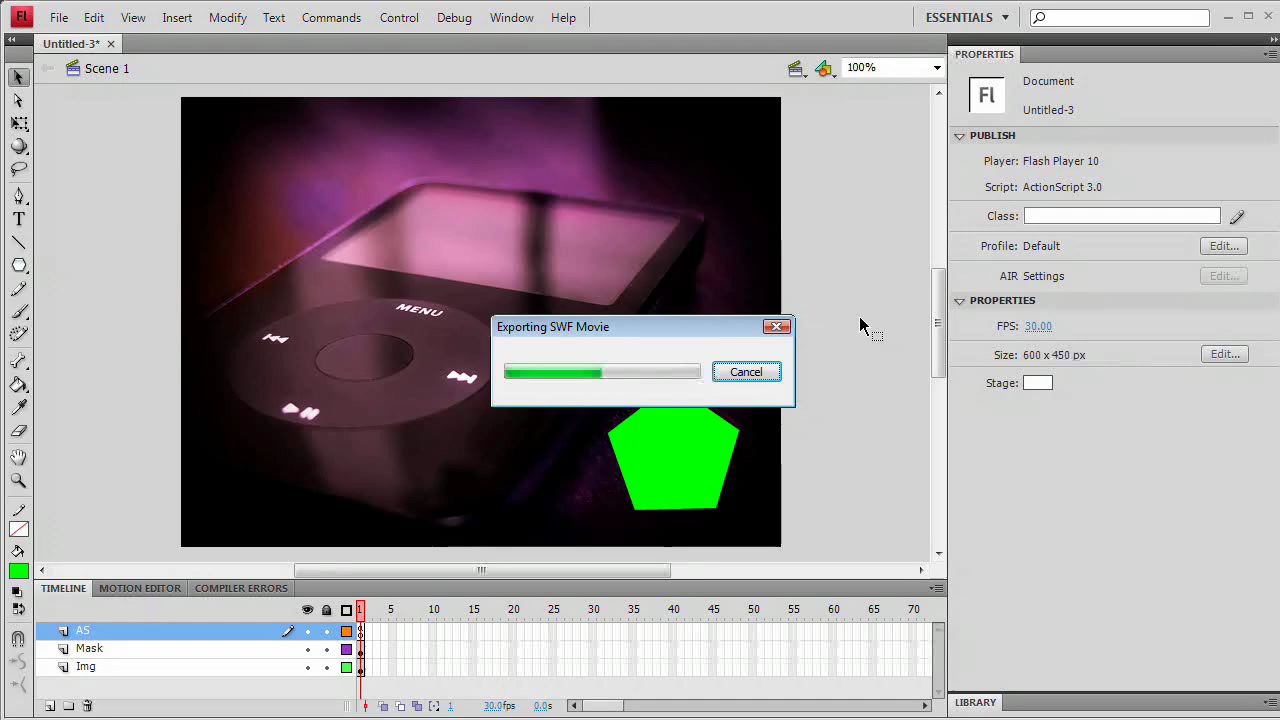 Fl File Edit View Insert Modify Text Commands Control Debug Window Help ESSENTIALS
Untitled-3*
Scene 1 100%
PROPERTIES
Fl Document
Untitled-3
PUBLISH
Player: Flash Player 10
Script: ActionScript 3.0
Class:
Profile: Default Edit...
AIR Settings Edit...
PROPERTIES
FPS: 30.00
Size: 600 x 450 px Edit...
Stage:
MENU
Exporting SWF Movie
Cancel
TIMELINE MOTION EDITOR COMPILER ERRORS
1 5 10 15 20 25 30 35 40 45 50 55 60 65 70
AS
Mask
Img
1 30.0fps 0.0s
LIBRARY